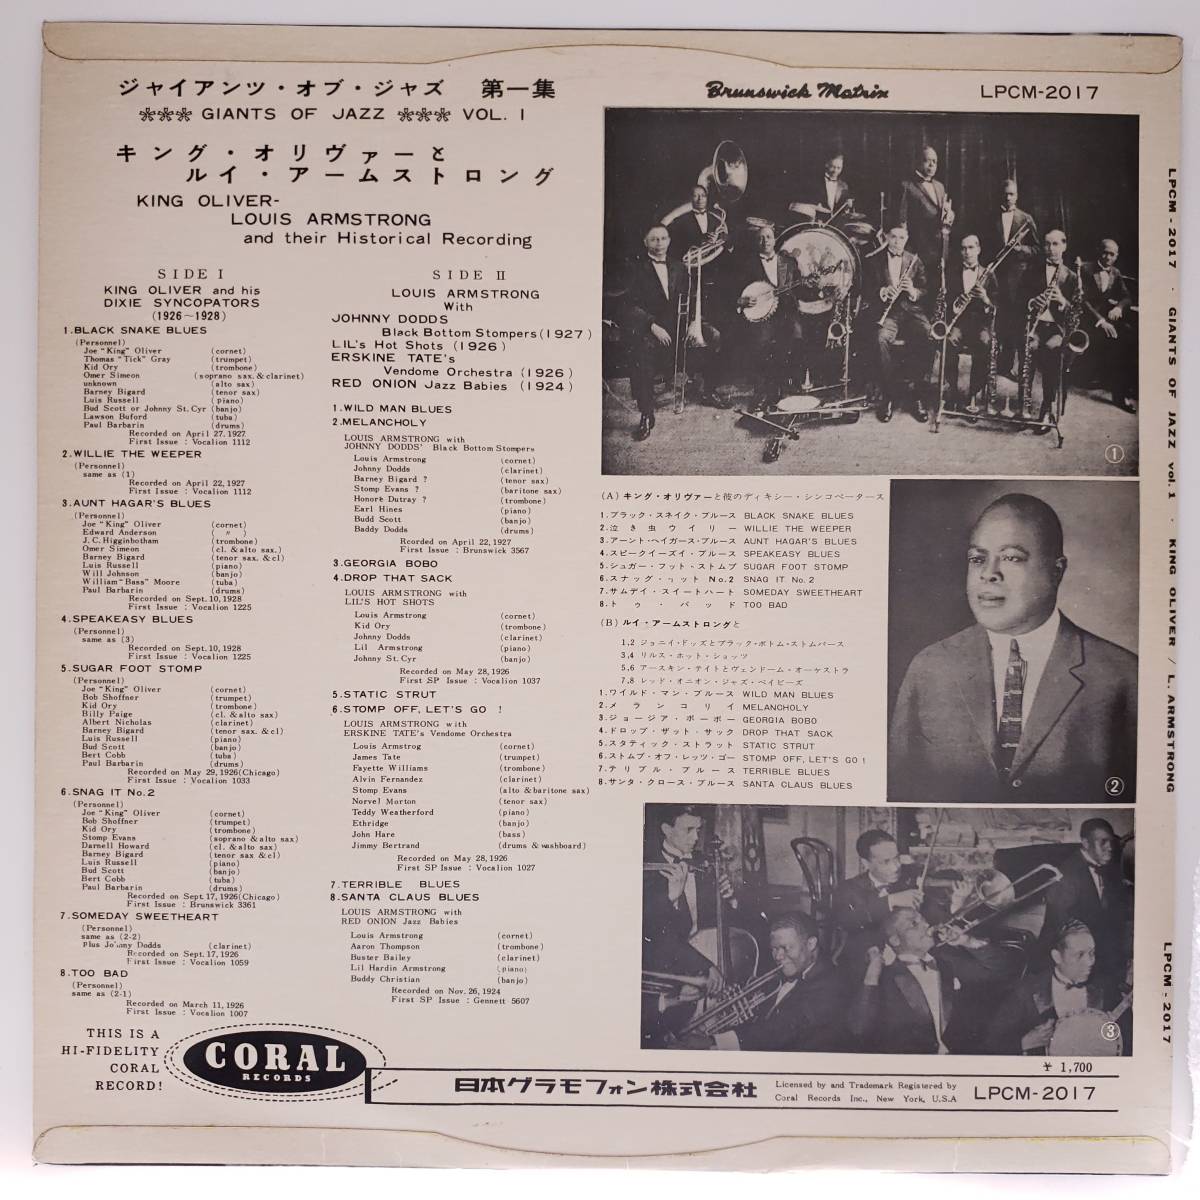 ジャイアンツ・オブ・ジャズ 第一集
❊❊❊ GIANTS OF JAZZ ❊❊❊ VOL. I
キング・オリヴァーと
ルイ・アームストロング
KING OLIVER-
LOUIS ARMSTRONG
and their Historical Recording
SIDE I
KING OLIVER and his
DIXIE SYNCOPATORS
(1926~1928)
1.BLACK SNAKE BLUES
(Personnel)
Joe "King" Oliver (cornet)
Thomas "Tick" Gray (trumpet)
Kid Ory (trombone)
Omer Simeon (soprano sax.&clarinet)
unknown (alto sax)
Barney Bigard (tenor sax)
Luis Russell (piano)
Bud Scott or Johnny St. Cyr (banjo)
Lawson Buford (tuba)
Paul Barbarin (drums)
Recorded on April 27, 1927
First Issue : Vocalion 1112
2.WILLIE THE WEEPER
(Personnel)
same as (1)
Recorded on April 22, 1927
First Issue : Vocalion 1112
3.AUNT HAGAR'S BLUES
(Personnel)
Joe "King" Oliver (cornet)
Edward Anderson ( 〃 )
J.C.Higginbotham (trombone)
Omer Simeon (cl. &alto sax.)
Barney Bigard (tenor sax.&cl)
Luis Russell (piano)
Will Johnson (banjo)
William "Bass" Moore (tuba)
Paul Barbarin (drums)
Recorded on Sept.10, 1928
First Issue : Vocalion 1225
4.SPEAKEASY BLUES
(Personnel)
same as (3)
Recorded on Sept.10, 1928
First Issue : Vocalion 1225
5.SUGAR FOOT STOMP
(Personnel)
Joe "King" Oliver (cornet)
Bob Shoffner (trumpet)
Kid Ory (trombone)
Billy Paige (cl. &alto sax)
Albert Nicholas (clarinet)
Barney Bigard (tenor sax. &cl)
Luis Russell (piano)
Bud Scott (banjo)
Bert Cobb (tuba)
Paul Barbarin (drums)
Recorded on May 29, 1926(Chicago)
First Issue : Vocalion 1033
6.SNAG IT No.2
(Personnel)
Joe "King" Oliver (cornet)
Bob Shoffner (trumpet)
Kid Ory (trombone)
Stomp Evans (soprano &alto sax)
Darnell Howard (cl. &alto sax)
Barney Bigard (tenor sax &cl)
Luis Russell (piano)
Bud Scott (banjo)
Bert Cobb (tuba)
Paul Barbarin (drums)
Recorded on Sept.17, 1926(Chicago)
First Issue : Brunswick 3361
7.SOMEDAY SWEETHEART
(Personnel)
same as (2-2)
Plus Johnny Dodds (clarinet)
Recorded on Sept.17, 1926
First Issue : Vocalion 1059
8.TOO BAD
(Personnel)
same as (2-1)
Recorded on March 11, 1926
First Issue : Vocalion 1007
SIDE II
LOUIS ARMSTRONG
With
JOHNNY DODDS
Black Bottom Stompers(1927)
LIL's Hot Shots (1926)
ERSKINE TATE's
Vendome Orchestra (1926)
RED ONION Jazz Babies (1924)
1.WILD MAN BLUES
2.MELANCHOLY
LOUIS ARMSTRONG with
JOHNNY DODDS' Black Bottom Stompers
Louis Armstrong (cornet)
Johnny Dodds (clarinet)
Barney Bigard ? (tenor sax)
Stomp Evans ? (baritone sax)
Honorè Dutray ? (trombone)
Earl Hines (piano)
Budd Scott (banjo)
Baddy Dodds (drums)
Recorded on April 22, 1927
First Issue : Brunswick 3567
3.GEORGIA BOBO
4.DROP THAT SACK
LOUIS ARMSTRONG with
LIL'S HOT SHOTS
Louis Armstrong (cornet)
Kid Ory (trombone)
Johnny Dodds (clarinet)
Lil Armstrong (piano)
Johnny St. Cyr (banjo)
Recorded on May 28, 1926
First SP Issue : Vocalion 1037
5.STATIC STRUT
6.STOMP OFF, LET'S GO !
LOUIS ARMSTRONG with
ERSKINE TATE's Vendome Orchestra
Louis Armstrog (cornet)
James Tate (trumpet)
Fayette Williams (trombone)
Alvin Fernandez (clarinet)
Stomp Evans (alto &baritone sax)
Norvel Morton (tenor sax)
Teddy Weatherford (piano)
Ethridge (banjo)
John Hare (bass)
Jimmy Bertrand (drums &washboard)
Recorded on May 28, 1926
First SP Issue : Vocalion 1027
7.TERRIBLE BLUES
8.SANTA CLAUS BLUES
LOUIS ARMSTRONG with
RED ONION Jazz Babies
Louis Armstrong (cornet)
Aaron Thompson (trombone)
Buster Bailey (clarinet)
Lil Hardin Armstrong (piano)
Buddy Christian (banjo)
Recorded on Nov. 26, 1924
First SP Issue : Gennett 5607
Brunswick Matrix LPCM-2017
①
(A) キング・オリヴァーと彼のディキシー・シンコペータース
1.ブラック・スネイク・ブルース BLACK SNAKE BLUES
2.泣き虫ウイリー WILLIE THE WEEPER
3.アーント・ヘイガース・ブルース AUNT HAGAR'S BLUES
4.スピークイーズイ・ブルース SPEAKEASY BLUES
5.シュガー・フット・ストムプ SUGAR FOOT STOMP
6.スナッグ・イット No.2 SNAG IT No.2
7.サムデイ・スイートハート SOMEDAY SWEETHEART
8.トゥ・バッド TOO BAD
(B) ルイ・アームストロングと
1,2 ジョニイ・ドッズとブラック・ボトム・ストムパース
3,4 リルス・ホット・ショッツ
5,6 アースキン・テイトとヴェンドーム・オーケストラ
7,8 レッド・オニオン・ジャズ・ベイビーズ
1.ワイルド・マン・ブルース WILD MAN BLUES
2.メランコリイ MELANCHOLY
3.ジョージア・ボーボー GEORGIA BOBO
4.ドロップ・ザット・サック DROP THAT SACK
5.スタティック・ストラット STATIC STRUT
6.ストムプ・オフ・レッツ・ゴー STOMP OFF, LET'S GO !
7.テリブル・ブルース TERRIBLE BLUES
8.サンタ・クロース・ブルース SANTA CLAUS BLUES
②
③
THIS IS A
HI-FIDELITY
CORAL
RECORD!
CORAL
RECORDS
¥ 1,700
日本グラモフォン株式会社
Licensed by and Trademark Registered by
Coral Records Inc., New York, U.S.A
LPCM-2017
LPCM-2017 · GIANTS OF JAZZ vol. 1 · KING OLIVER / L. ARMSTRONG
LPCM-2017